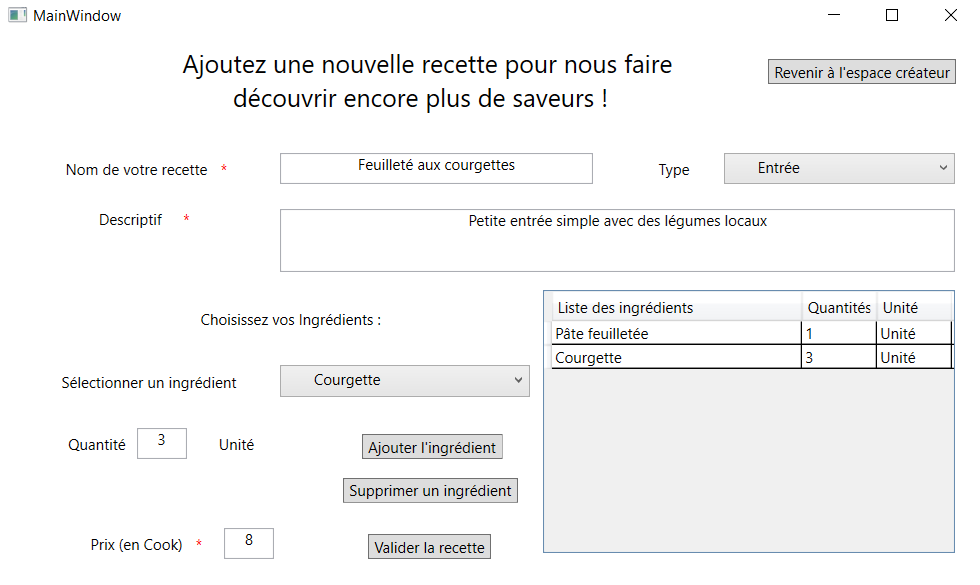 MainWindow
Ajoutez une nouvelle recette pour nous faire
découvrir encore plus de saveurs !
Revenir à l'espace créateur
Nom de votre recette *
Feuilleté aux courgettes
Type
Entrée
Descriptif *
Petite entrée simple avec des légumes locaux
Choisissez vos Ingrédients :
Sélectionner un ingrédient
Courgette
Quantité
3
Unité
Ajouter l'ingrédient
Supprimer un ingrédient
Prix (en Cook) *
8
Valider la recette
Liste des ingrédients Quantités Unité
Pâte feuilletée 1 Unité
Courgette 3 Unité